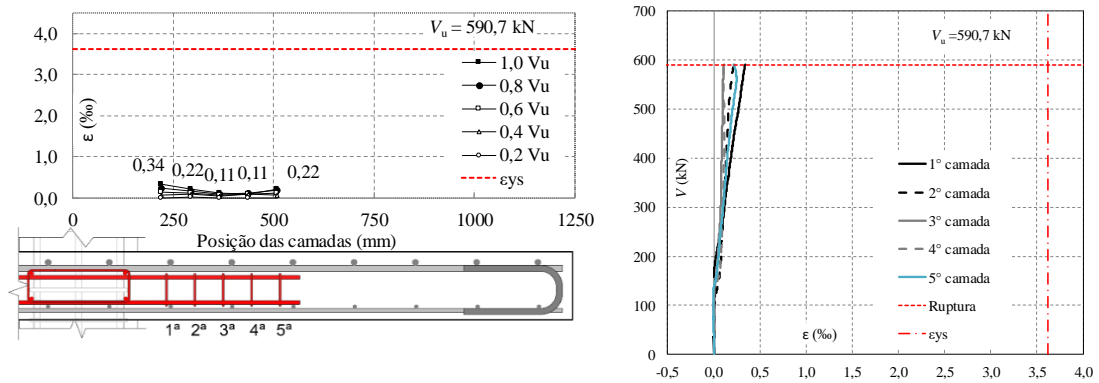 Vu = 590,7 kN
4,0
3,0
2,0
1,0
0,0
ε (‰)
1,0 Vu
0,8 Vu
0,6 Vu
0,4 Vu
0,2 Vu
εys
0,34
0,22
0,11
0,11
0,22
0
250
500
750
1000
1250
Posição das camadas (mm)
1ª
2ª
3ª
4ª
5ª
Vu =590,7 kN
700
600
500
400
300
200
100
0
V (kN)
1° camada
2° camada
3° camada
4° camada
5° camada
Ruptura
εys
ε (‰)
-0,5
0,0
0,5
1,0
1,5
2,0
2,5
3,0
3,5
4,0